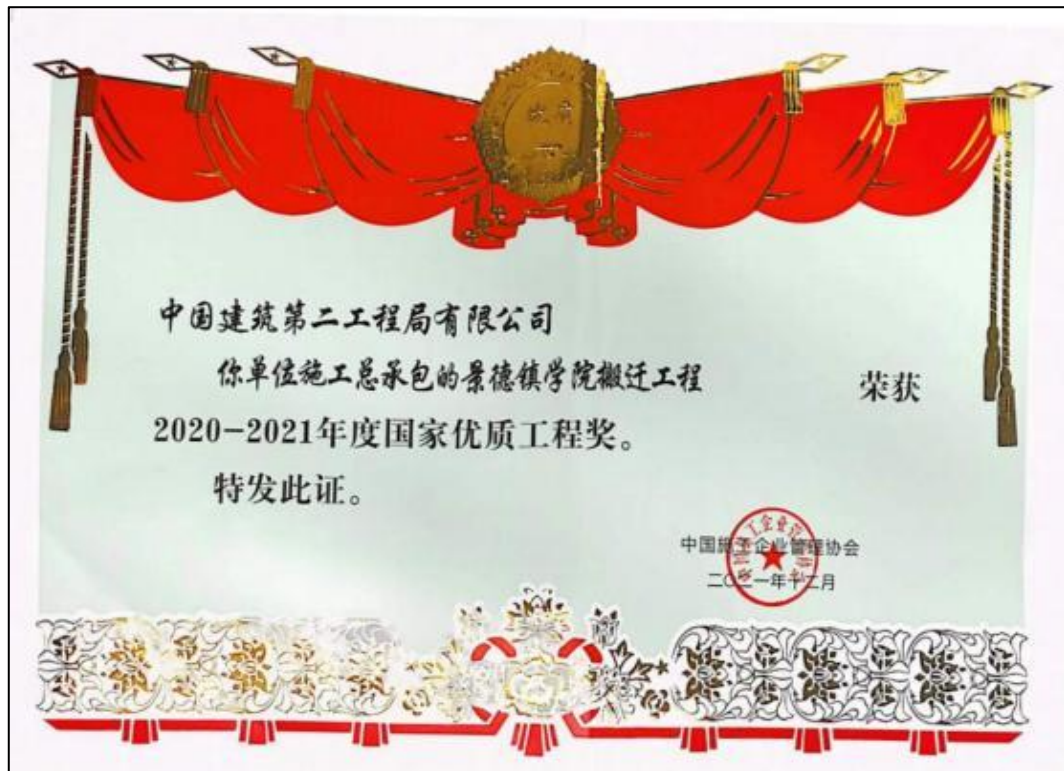 中国建筑第二工程局有限公司
你单位施工总承包的景德镇学院搬迁工程 荣获
2020-2021年度国家优质工程奖。
特发此证。
中国施工企业管理协会
二〇二一年十二月